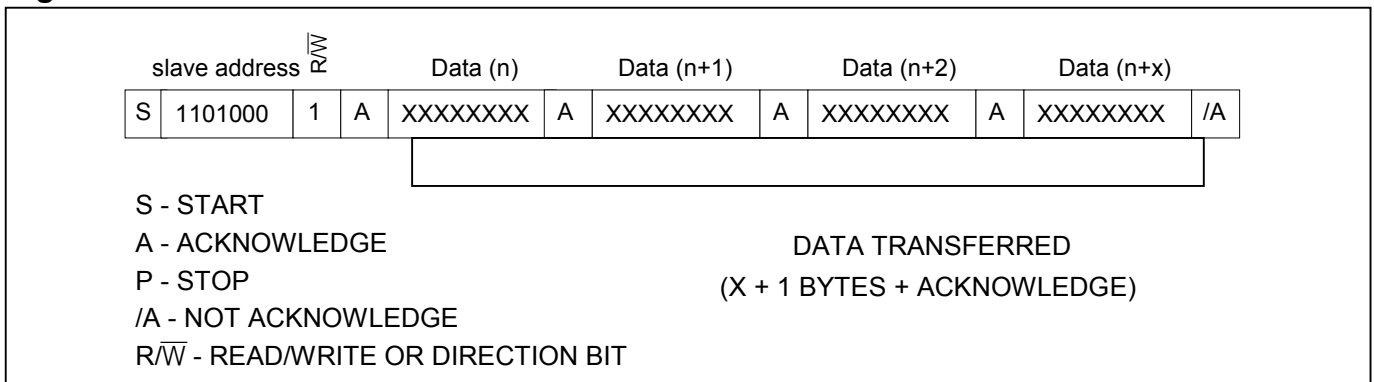 R/W̅
slave address Data (n) Data (n+1) Data (n+2) Data (n+x)
S 1101000 1 A XXXXXXXX A XXXXXXXX A XXXXXXXX A XXXXXXXX /A
S - START
A - ACKNOWLEDGE
P - STOP
/A - NOT ACKNOWLEDGE
R/W̅ - READ/WRITE OR DIRECTION BIT
DATA TRANSFERRED
(X + 1 BYTES + ACKNOWLEDGE)